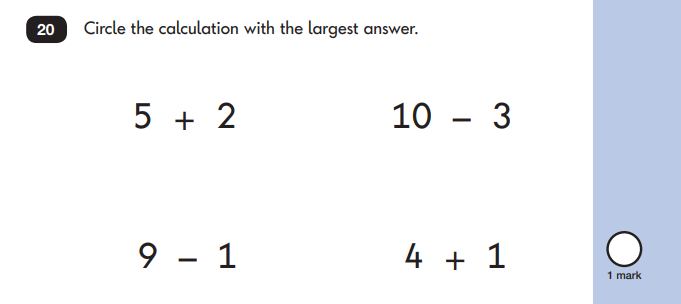 20 Circle the calculation with the largest answer.
5 + 2 10 – 3
9 – 1 4 + 1
1 mark